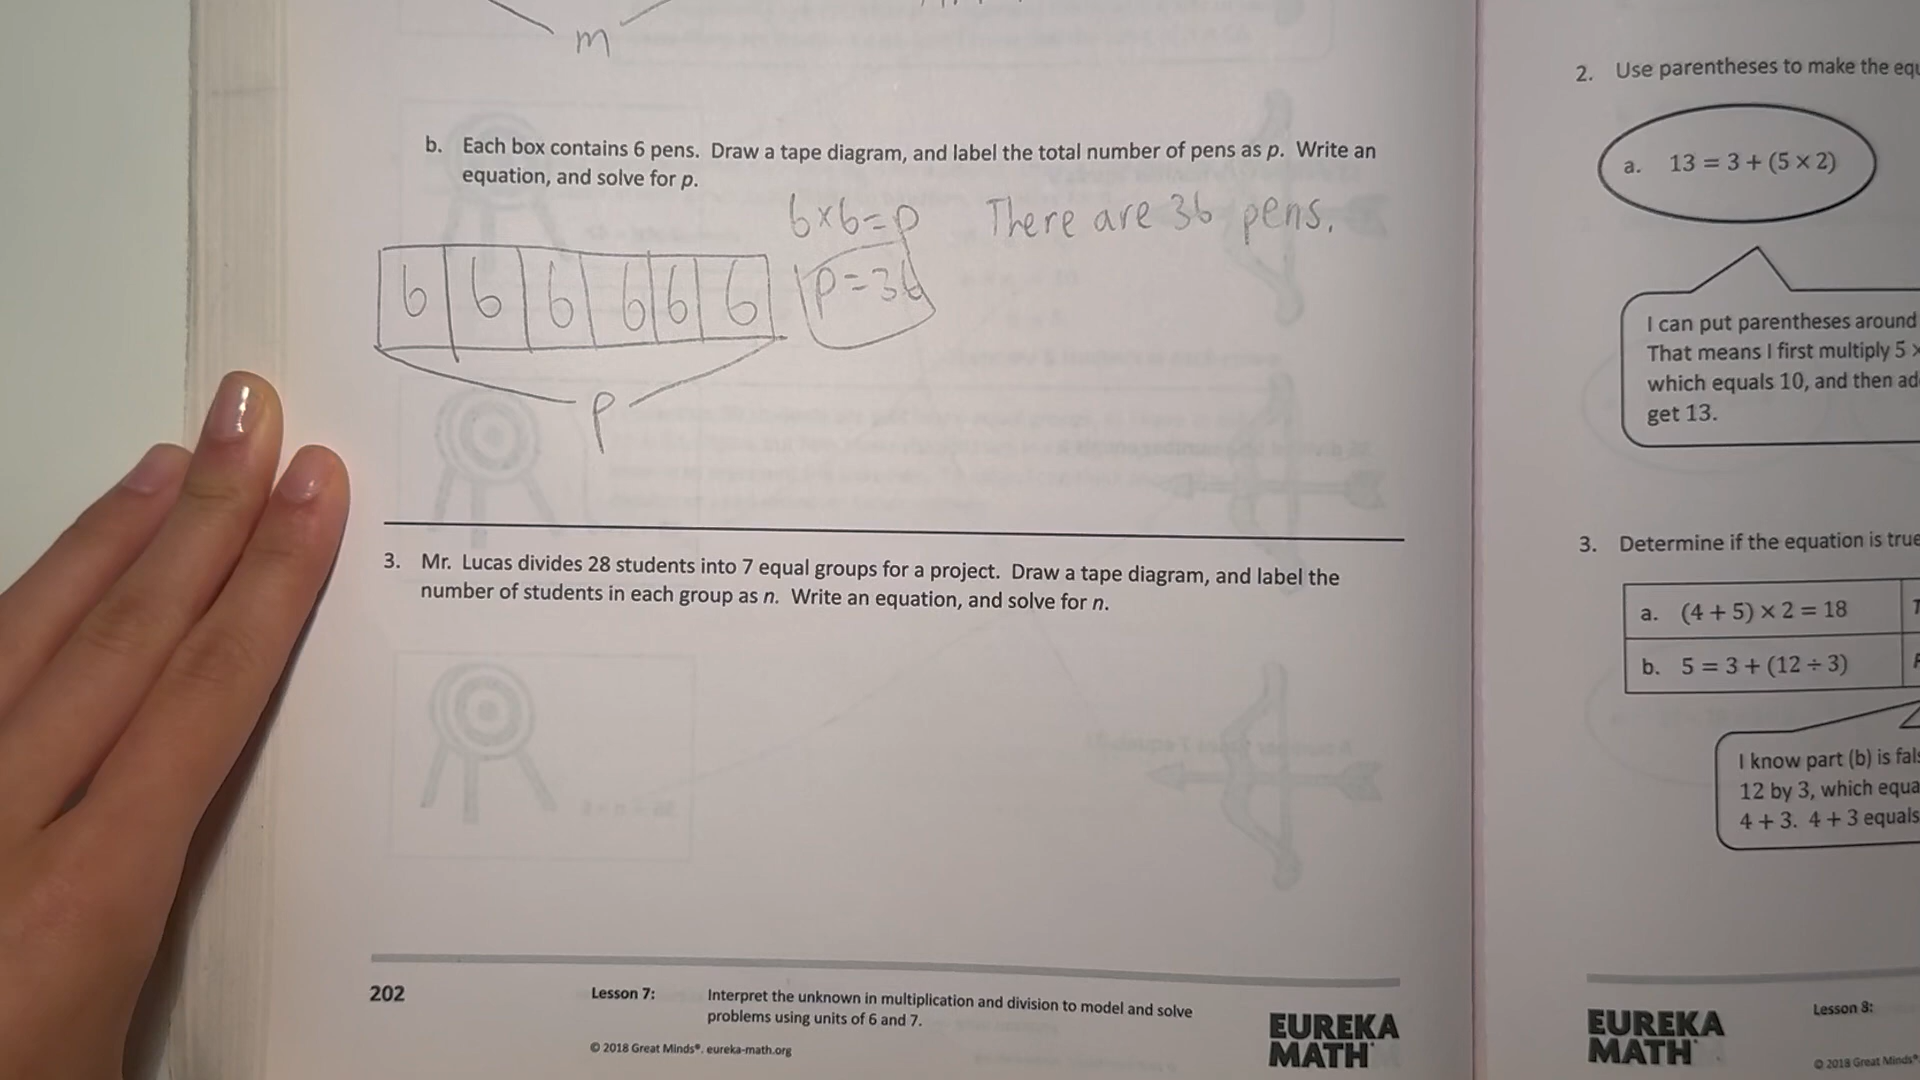 m
b. Each box contains 6 pens. Draw a tape diagram, and label the total number of pens as p. Write an
equation, and solve for p.
6×6=p There are 36 pens.
6 6 6 6 6 6 p=36
p
3. Mr. Lucas divides 28 students into 7 equal groups for a project. Draw a tape diagram, and label the
number of students in each group as n. Write an equation, and solve for n.
202
Lesson 7: Interpret the unknown in multiplication and division to model and solve
problems using units of 6 and 7.
© 2018 Great Minds®. eureka-math.org
EUREKA
MATH
2. Use parentheses to make the
a. 13 = 3 + (5 × 2)
I can put parentheses around
That means I first multiply 5
which equals 10, and then
get 13.
3. Determine if the equation is true
a. (4 + 5) × 2 = 18
b. 5 = 3 + (12 ÷ 3)
I know part (b) is
12 by 3, which
4 + 3. 4 + 3 equals
EUREKA
MATH
Lesson 8:
© 2018 Great Minds®